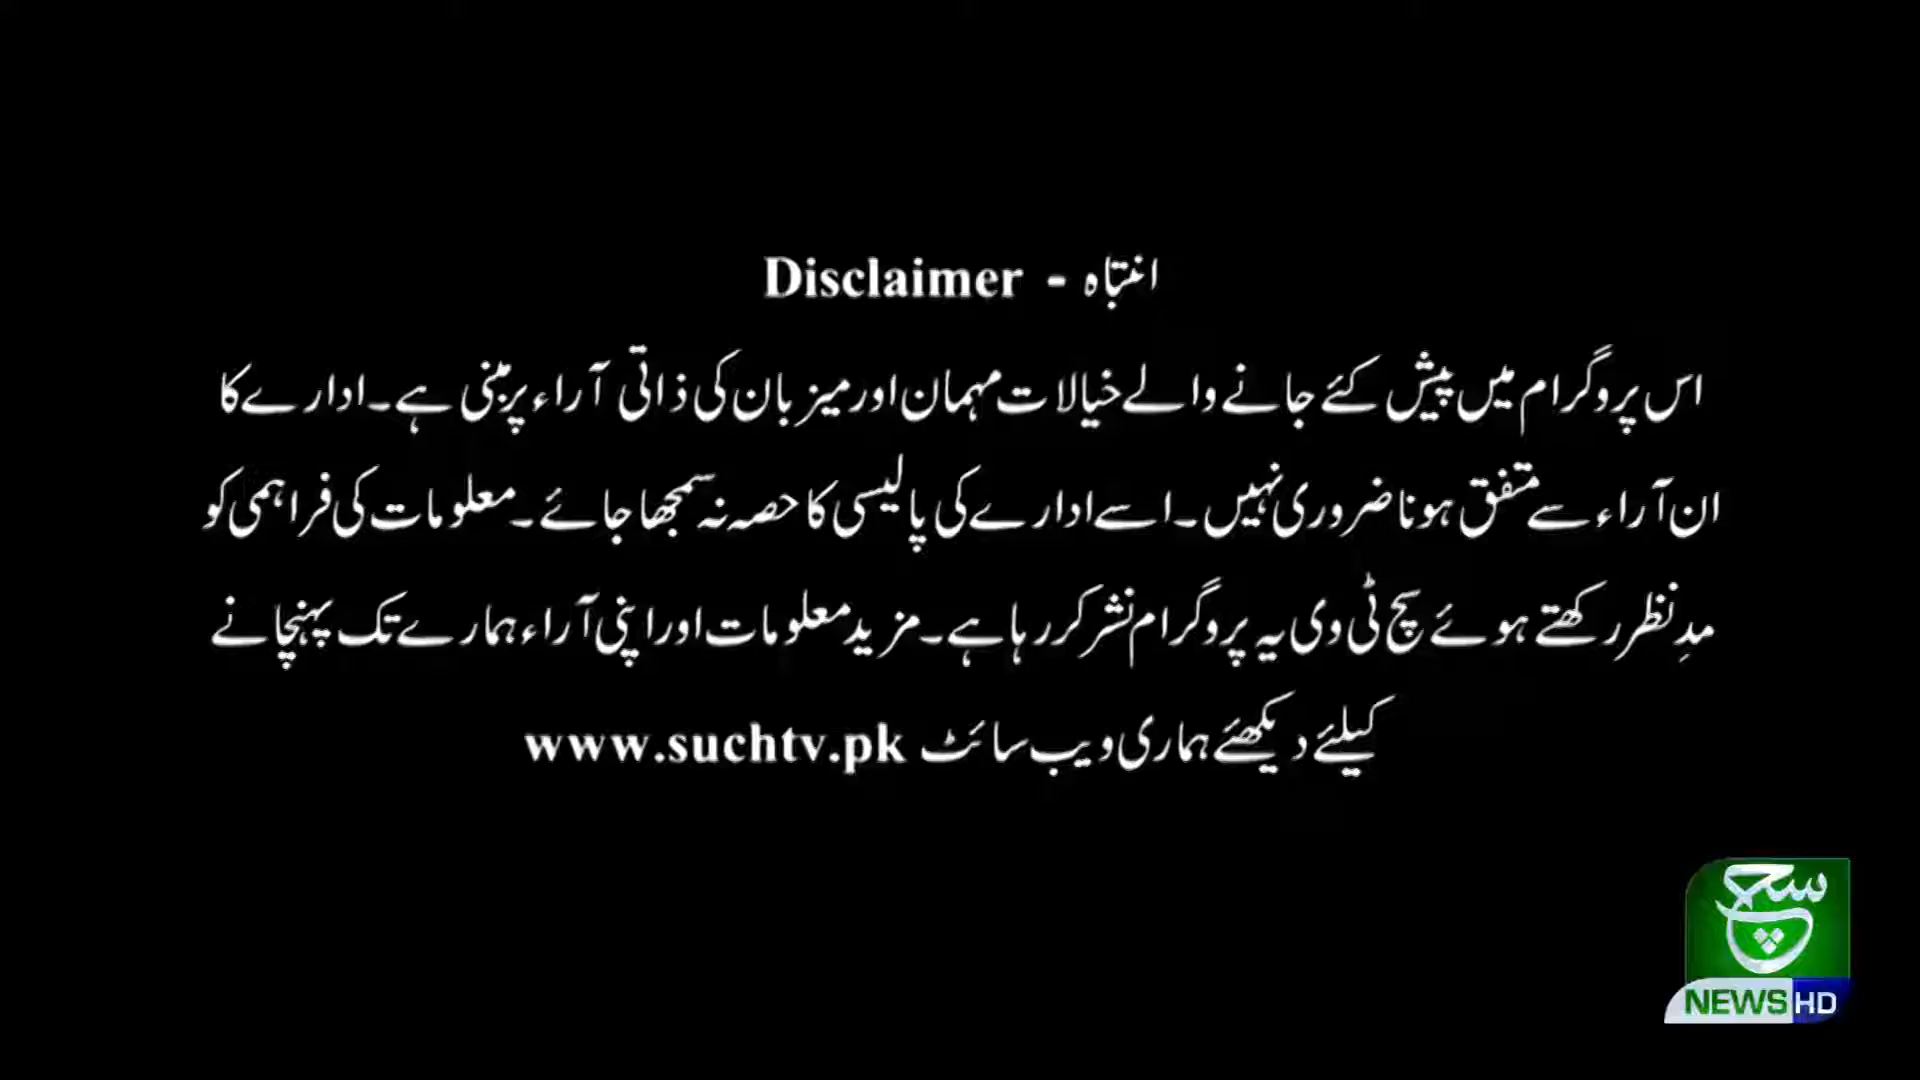 انتباہ - Disclaimer
اس پروگرام میں پیش کئے جانے والے خیالات مہمان اور میزبان کی ذاتی آراء پر مبنی ہے۔ ادارے کا
ان آراء سے متفق ہونا ضروری نہیں۔ اسے ادارے کی پالیسی کا حصہ نہ سمجھا جائے۔ معلومات کی فراہمی کو
مدِنظر رکھتے ہوئے سچ ٹی وی یہ پروگرام نشر کر رہا ہے۔ مزید معلومات اور اپنی آراء ہمارے تک پہنچانے
کیلئے دیکھئے ہماری ویب سائٹ www.suchtv.pk
سچ
NEWS HD